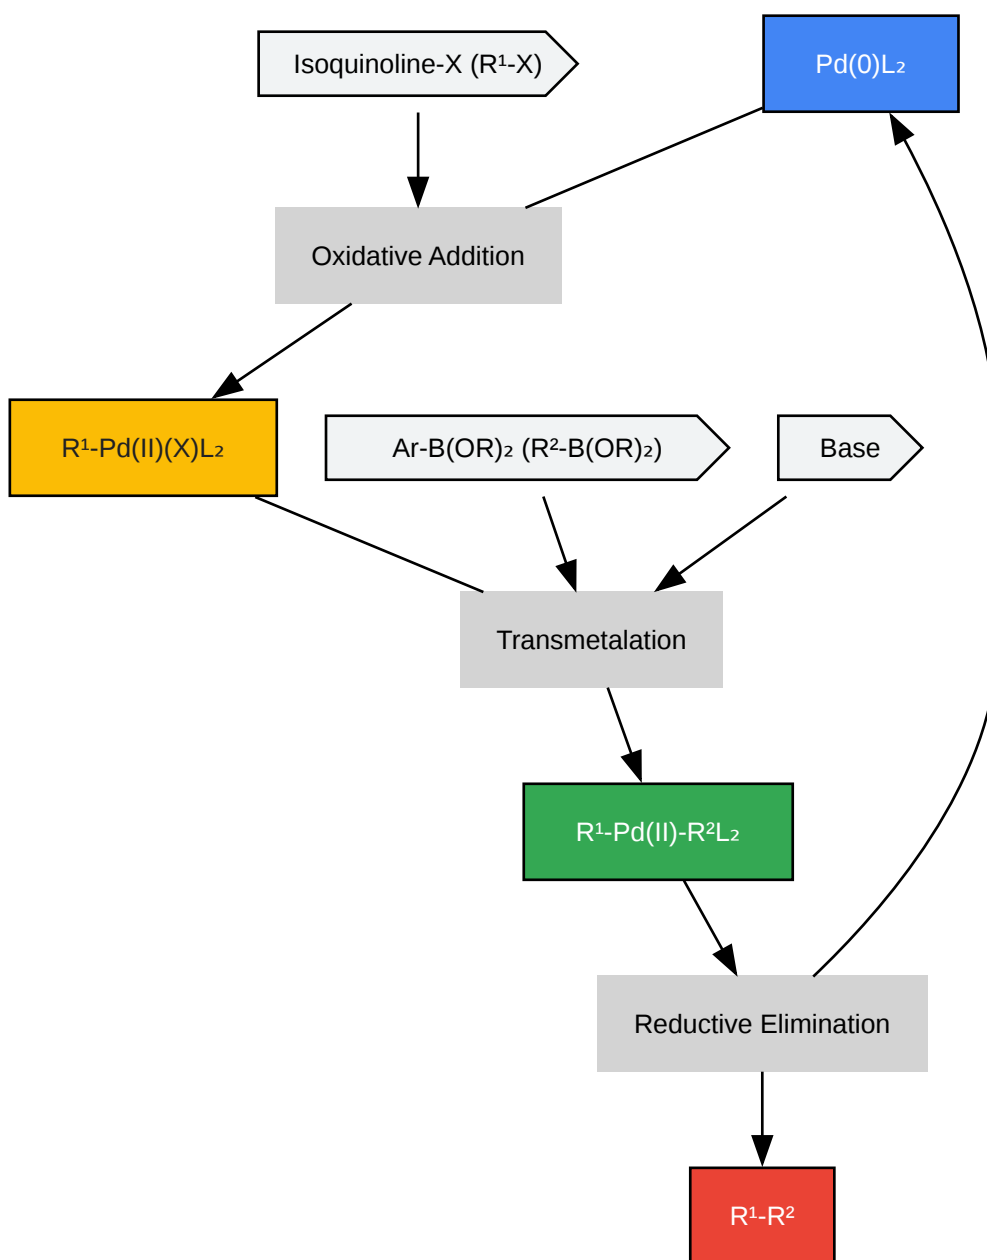 Isoquinoline-X (R¹-X)
Pd(0)L₂
Oxidative Addition
R¹-Pd(II)(X)L₂
Ar-B(OR)₂ (R²-B(OR)₂)
Base
Transmetalation
R¹-Pd(II)-R²L₂
Reductive Elimination
R¹-R²